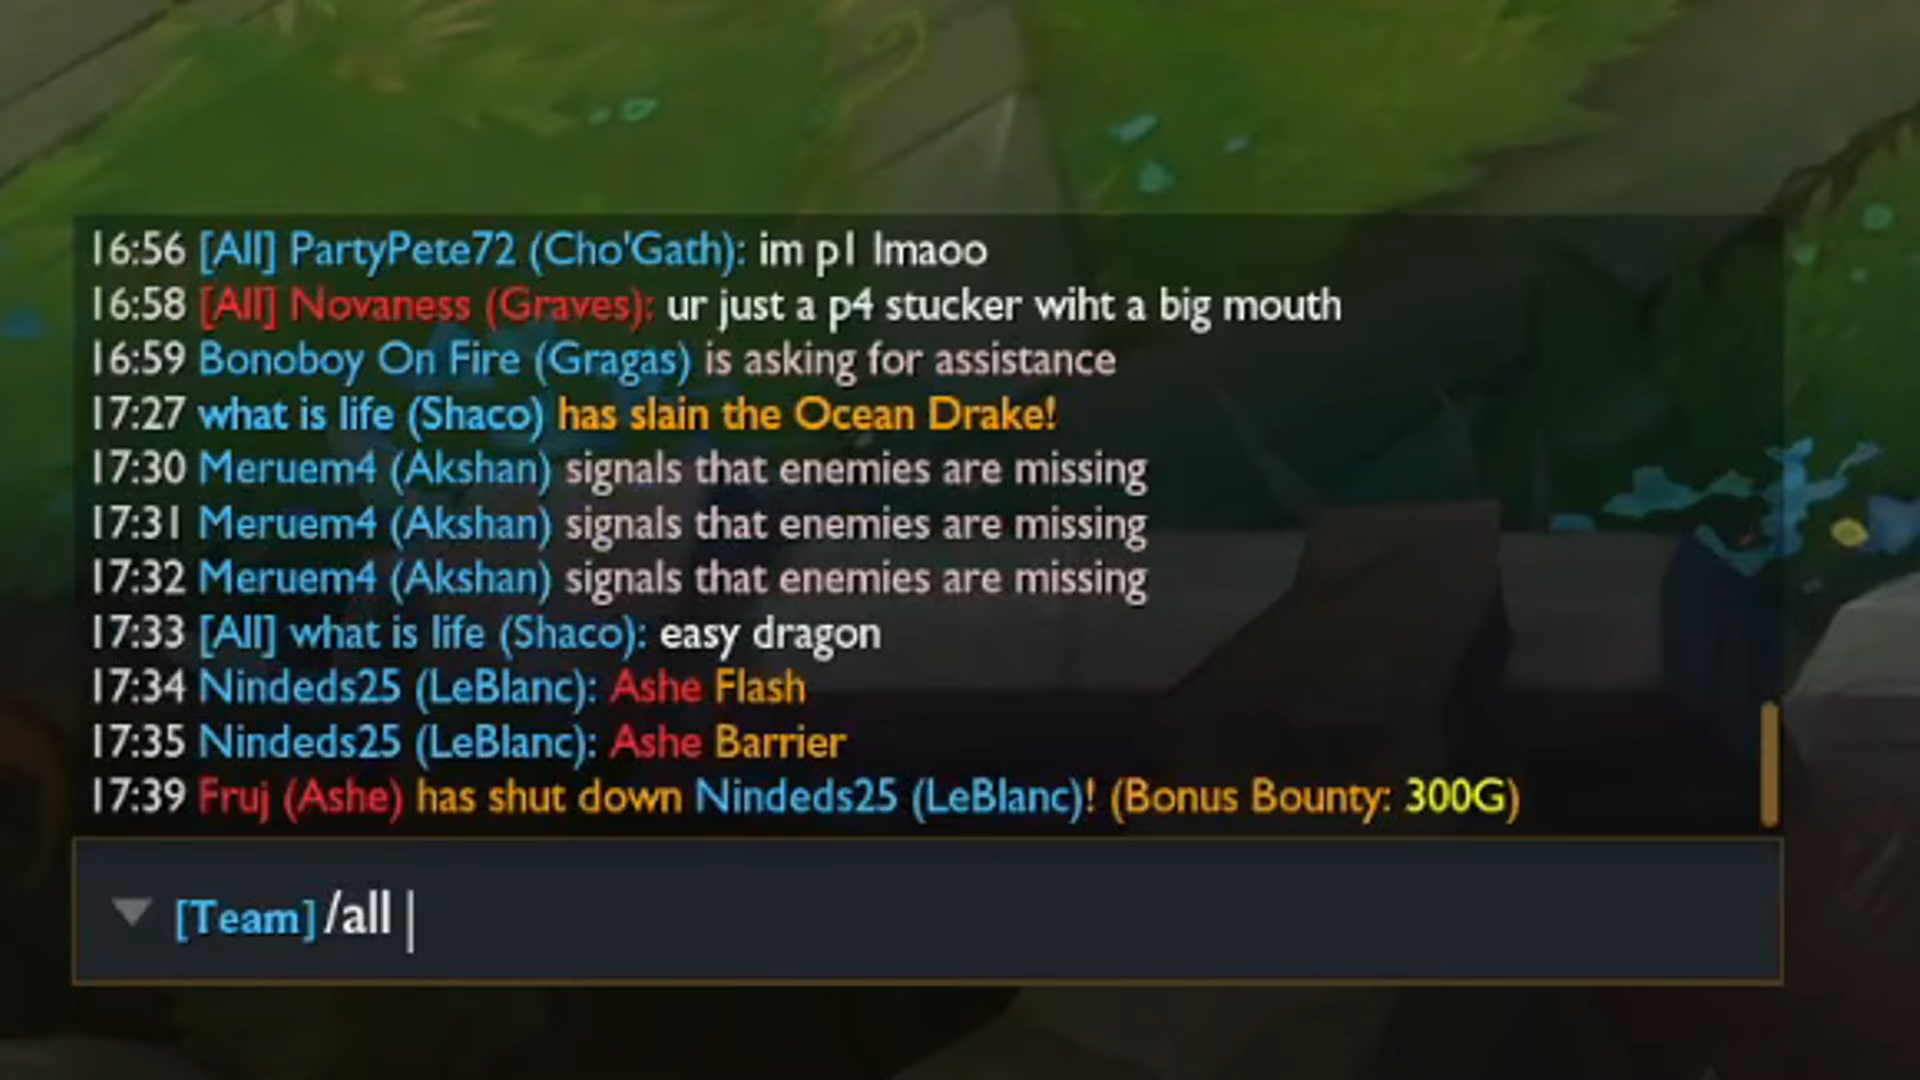 16:56 [All] PartyPete72 (Cho'Gath): im p1 lmaoo
16:58 [All] Novaness (Graves): ur just a p4 stucker wiht a big mouth
16:59 Bonoboy On Fire (Gragas) is asking for assistance
17:27 what is life (Shaco) has slain the Ocean Drake!
17:30 Meruem4 (Akshan) signals that enemies are missing
17:31 Meruem4 (Akshan) signals that enemies are missing
17:32 Meruem4 (Akshan) signals that enemies are missing
17:33 [All] what is life (Shaco): easy dragon
17:34 Nindeds25 (LeBlanc): Ashe Flash
17:35 Nindeds25 (LeBlanc): Ashe Barrier
17:39 Fruj (Ashe) has shut down Nindeds25 (LeBlanc)! (Bonus Bounty: 300G)
[Team] /all